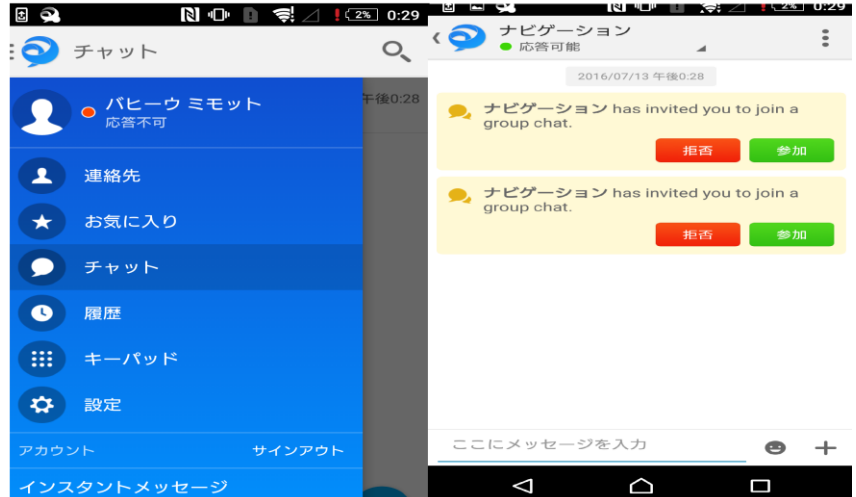 2% 0:29
チャット
午後0:28
バヒーウ ミモット
応答不可
連絡先
お気に入り
チャット
履歴
キーパッド
設定
アカウント サインアウト
インスタントメッセージ
2% 0:29
ナビゲーション
応答可能
2016/07/13 午後0:28
ナビゲーション has invited you to join a
group chat.
拒否 参加
ナビゲーション has invited you to join a
group chat.
拒否 参加
ここにメッセージを入力